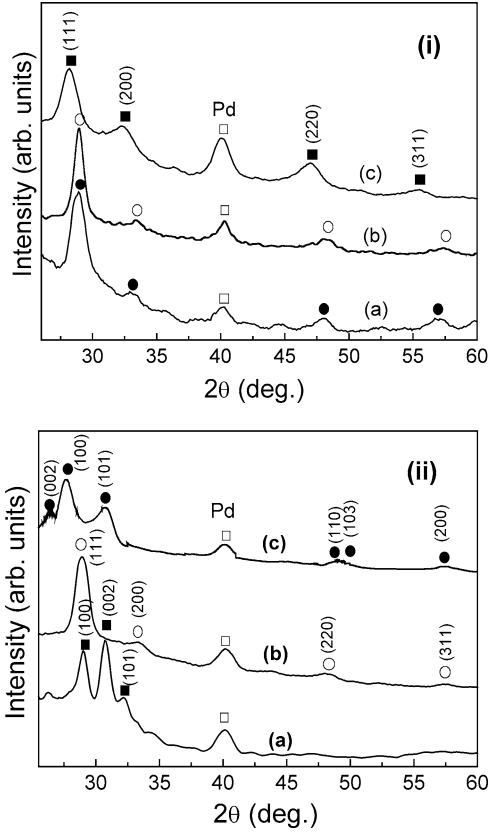 (i)
(111)
(200)
Pd
(220)
(311)
(c)
(b)
(a)
Intensity (arb. units)
30 35 40 45 50 55 60
2θ (deg.)
(ii)
(002)
(100)
(101)
Pd
(110)
(103)
(200)
(c)
(111)
(200)
(220)
(311)
(b)
(100)
(002)
(101)
(a)
Intensity (arb. units)
30 35 40 45 50 55 60
2θ (deg.)